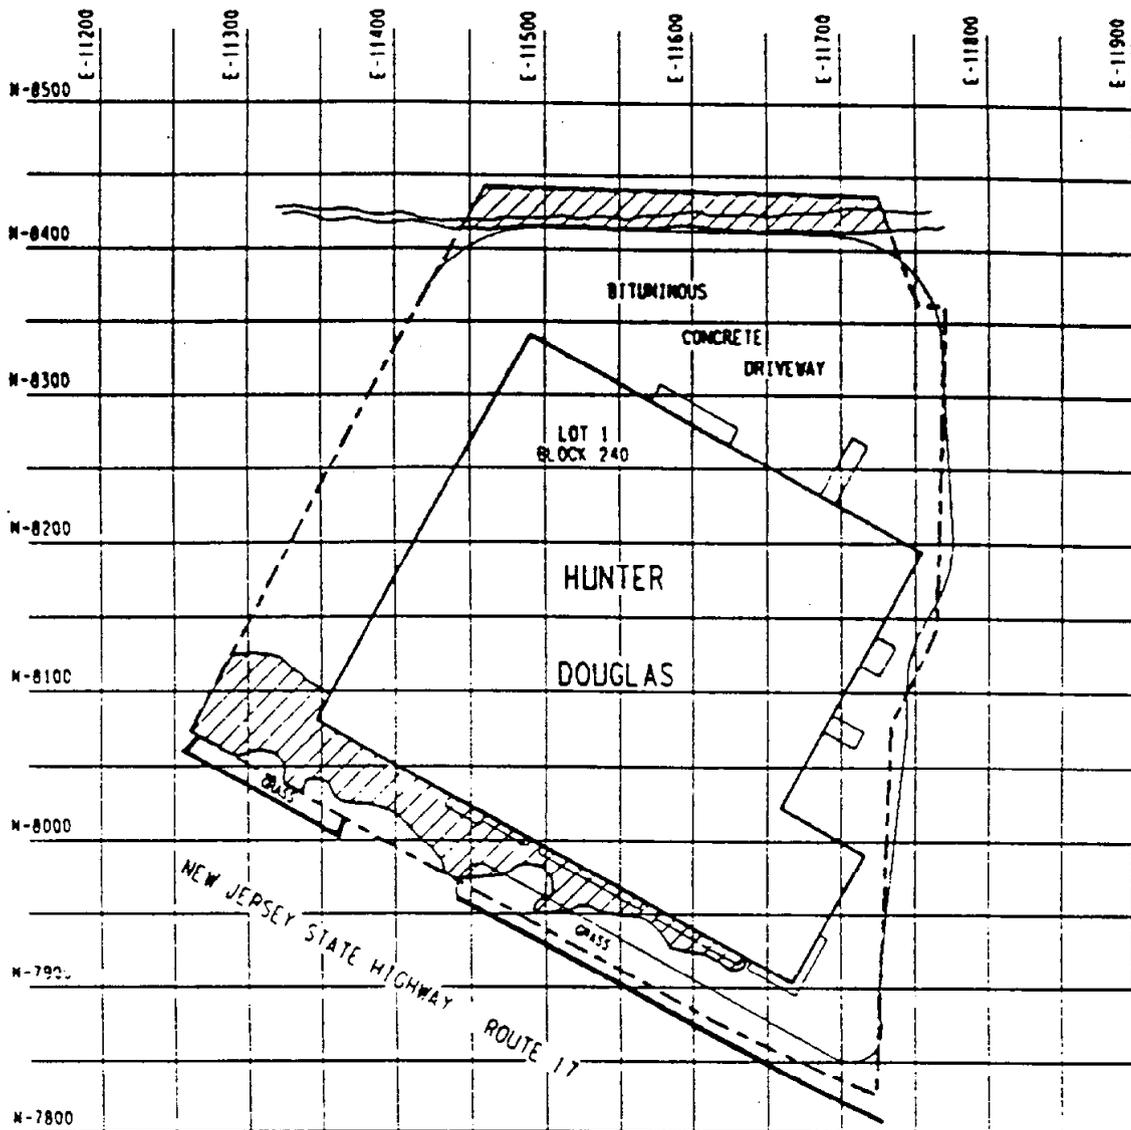 E-11200
E-11300
E-11400
E-11500
E-11600
E-11700
E-11800
E-11900
N-8500
N-8400
BITUMINOUS
CONCRETE
DRIVEWAY
N-8300
LOT 1
BLOCK 240
N-8200
HUNTER
DOUGLAS
N-8100
GRASS
N-8000
NEW JERSEY STATE HIGHWAY ROUTE 17
GRASS
N-7900
N-7800